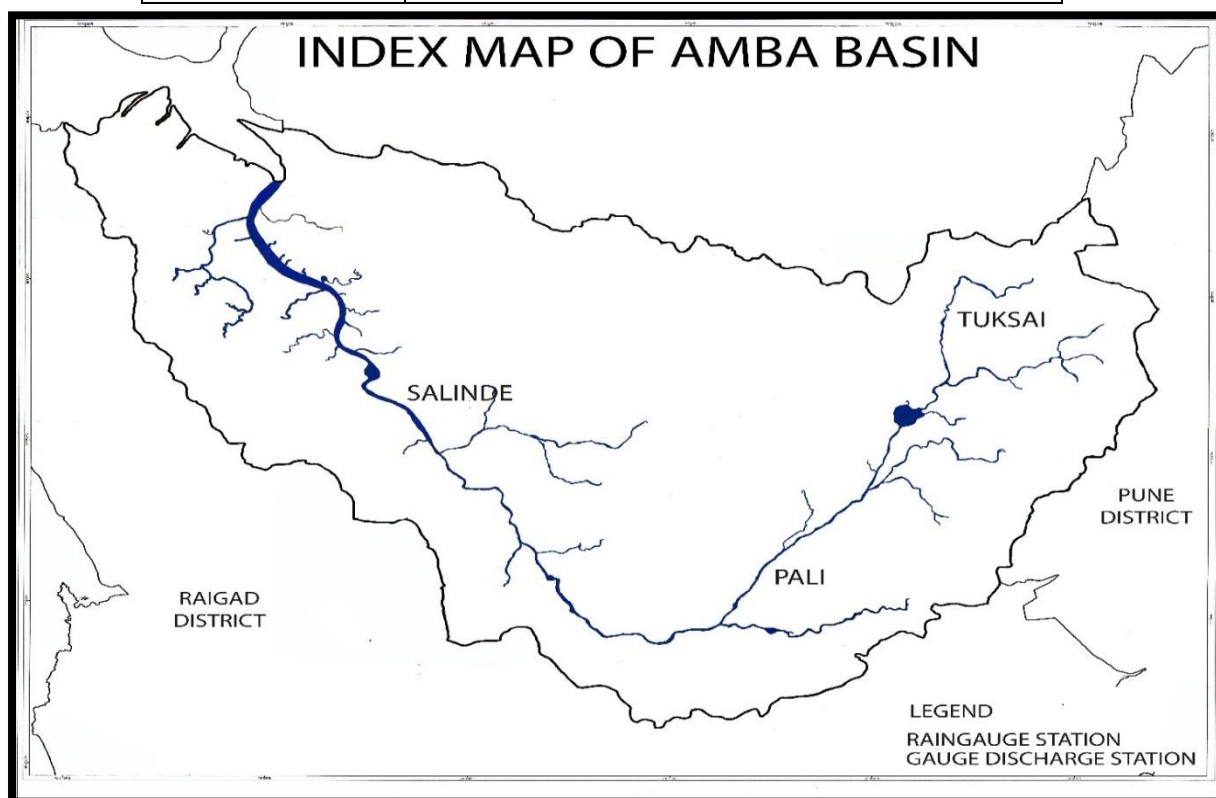 INDEX MAP OF AMBA BASIN
TUKSAI
SALINDE
PUNE
DISTRICT
PALI
RAIGAD
DISTRICT
LEGEND
RAINGAUGE STATION
GAUGE DISCHARGE STATION